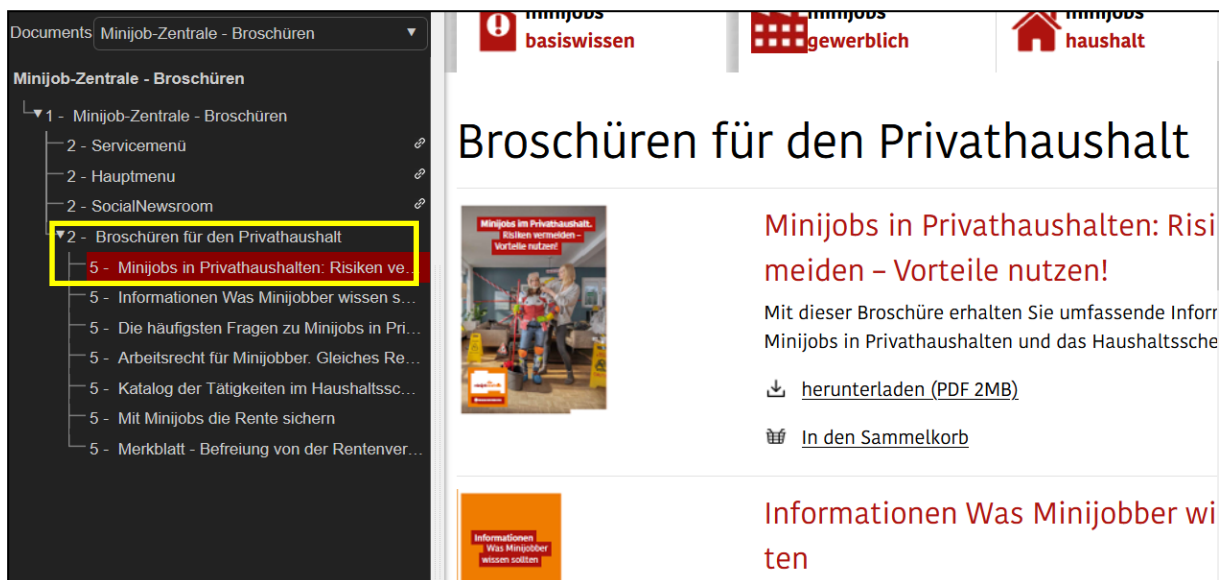 Documents Minijob-Zentrale - Broschüren
Minijob-Zentrale - Broschüren
1 - Minijob-Zentrale - Broschüren
2 - Servicemenü
2 - Hauptmenu
2 - SocialNewsroom
2 - Broschüren für den Privathaushalt
5 - Minijobs in Privathaushalten: Risiken ve...
5 - Informationen Was Minijobber wissen s...
5 - Die häufigsten Fragen zu Minijobs in Pri...
5 - Arbeitsrecht für Minijobber. Gleiches Re...
5 - Katalog der Tätigkeiten im Haushaltssc...
5 - Mit Minijobs die Rente sichern
5 - Merkblatt - Befreiung von der Rentenver...
minijobs
basiswissen
minijobs
gewerblich
minijobs
haushalt
Broschüren für den Privathaushalt
Minijobs im Privathaushalt.
Risiken vermeiden –
Vorteile nutzen!
Minijobs in Privathaushalten: Risi
meiden – Vorteile nutzen!
Mit dieser Broschüre erhalten Sie umfassende Infor
Minijobs in Privathaushalten und das Haushaltssche
herunterladen (PDF 2MB)
In den Sammelkorb
Informationen
Was Minijobber
wissen sollten
Informationen Was Minijobber wi
ten